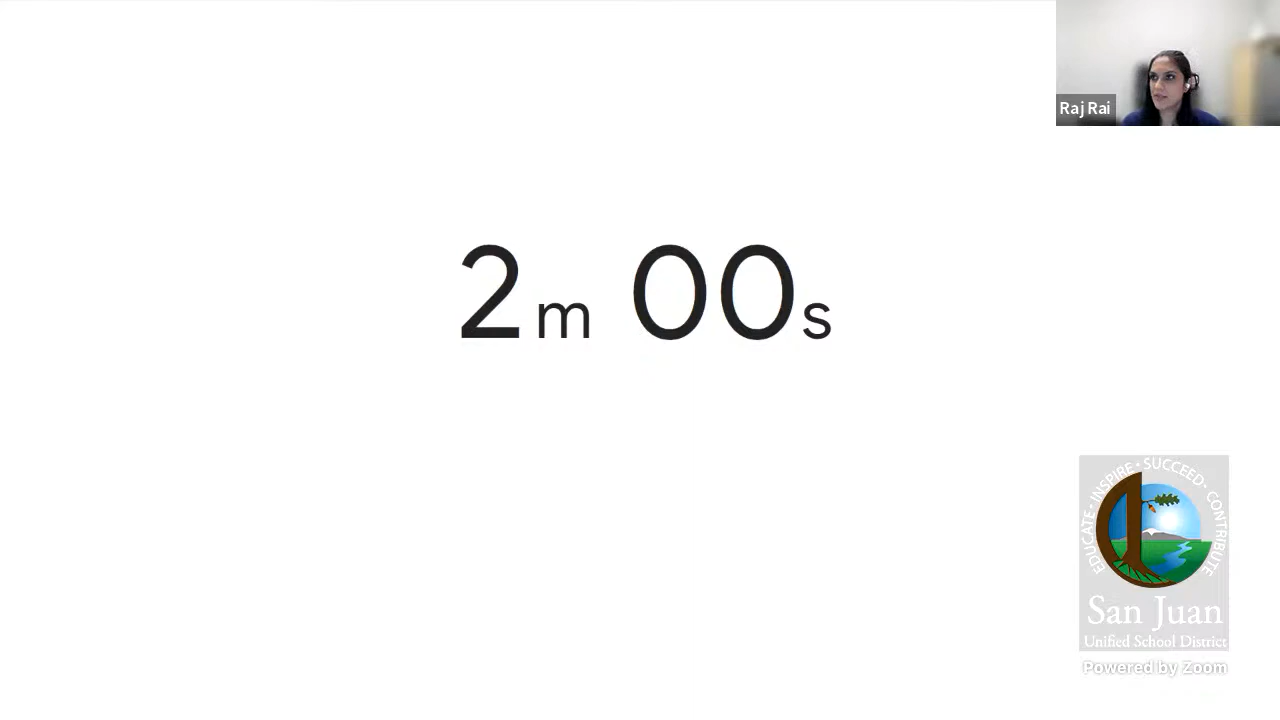 Raj Rai
2m 00s
EDUCATE • INSPIRE • SUCCEED • CONTRIBUTE
San Juan
Unified School District
Powered by Zoom